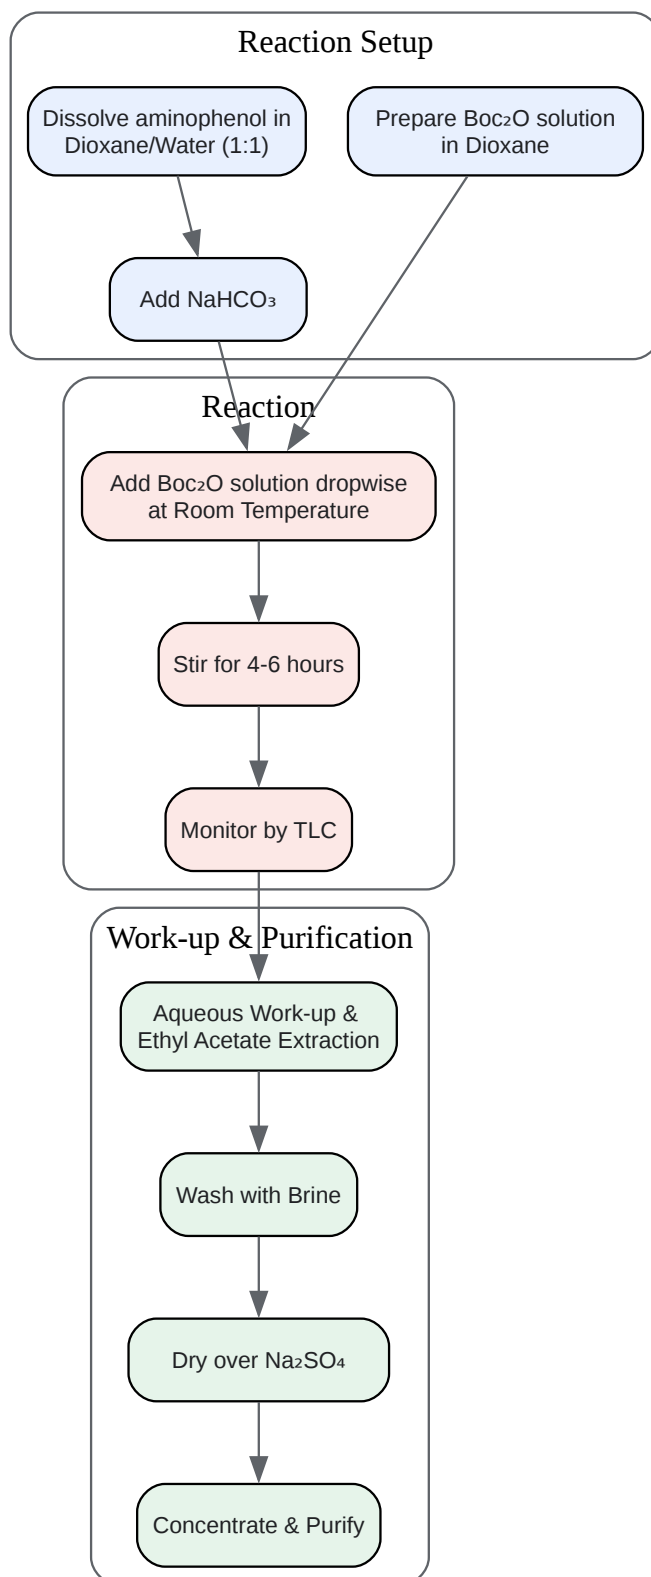 Reaction Setup
Dissolve aminophenol in
Dioxane/Water (1:1)
Prepare Boc₂O solution
in Dioxane
Add NaHCO₃
Reaction
Add Boc₂O solution dropwise
at Room Temperature
Stir for 4-6 hours
Monitor by TLC
Work-up & Purification
Aqueous Work-up &
Ethyl Acetate Extraction
Wash with Brine
Dry over Na₂SO₄
Concentrate & Purify